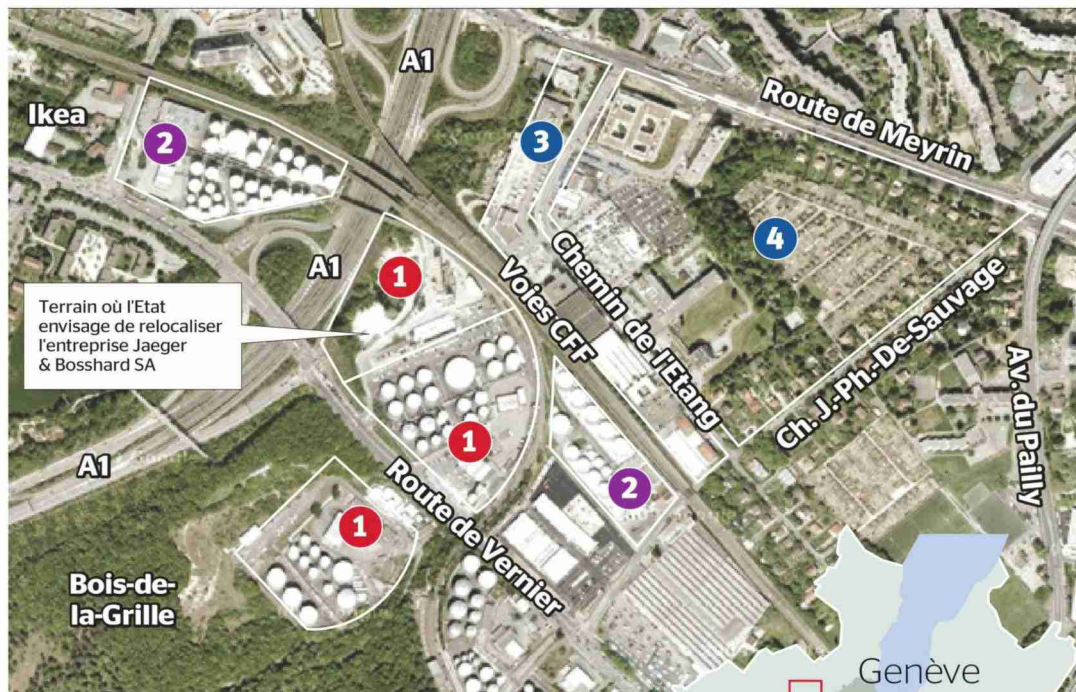 A1
Ikea
2
3
Route de Meyrin
4
1
A1
Voies CFF
Chemin de l'Etang
Terrain où l'Etat
envisage de relocaliser
l'entreprise Jaeger
& Bosshard SA
Ch. J.-Ph.-De-Sauvage
Av. du Pailly
1
A1
Route de Vernier
2
1
Bois-de-
la-Grille
Genève